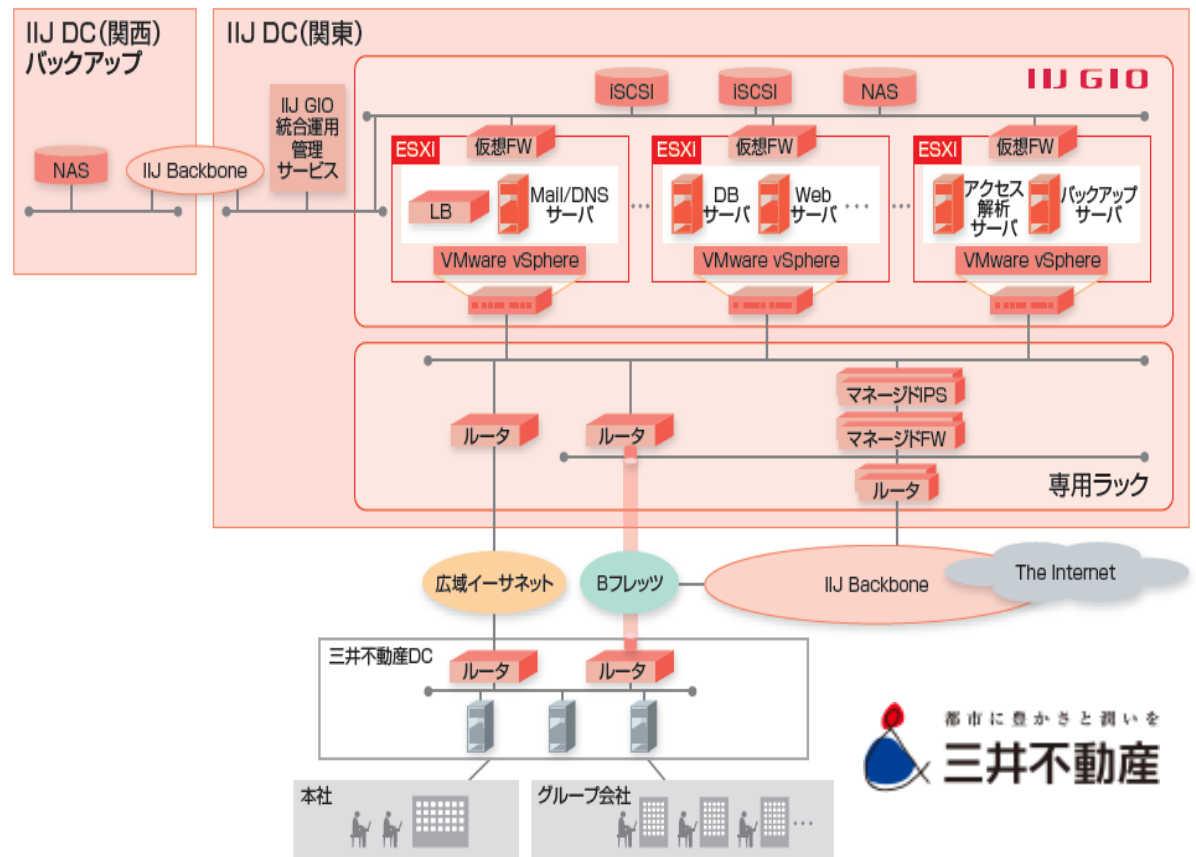 IIJ DC(関西)
バックアップ
NAS
IIJ Backbone
IIJ DC(関東)
IIJ GIO
統合運用
管理
サービス
IIJ GIO
iSCSI
iSCSI
NAS
ESXI
仮想FW
LB
Mail/DNS
サーバ
VMware vSphere
…
ESXI
仮想FW
DB
サーバ
Web
サーバ
…
VMware vSphere
…
ESXI
仮想FW
アクセス
解析
サーバ
バックアップ
サーバ
VMware vSphere
マネージドIPS
ルータ
ルータ
マネージドFW
ルータ
専用ラック
広域イーサネット
Bフレッツ
IIJ Backbone
The Internet
三井不動産DC
ルータ
ルータ
本社
グループ会社
…
都市に豊かさと潤いを
三井不動産